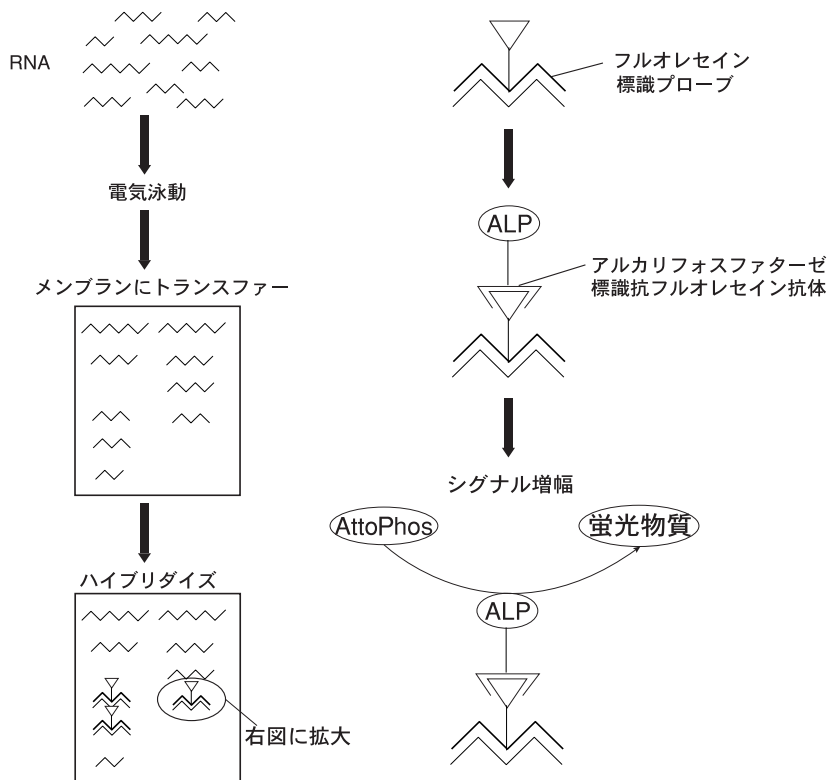 RNA
電気泳動
メンブランにトランスファー
ハイブリダイズ
右図に拡大
フルオレセイン
標識プローブ
ALP
アルカリフォスファターゼ
標識抗フルオレセイン抗体
シグナル増幅
AttoPhos
蛍光物質
ALP